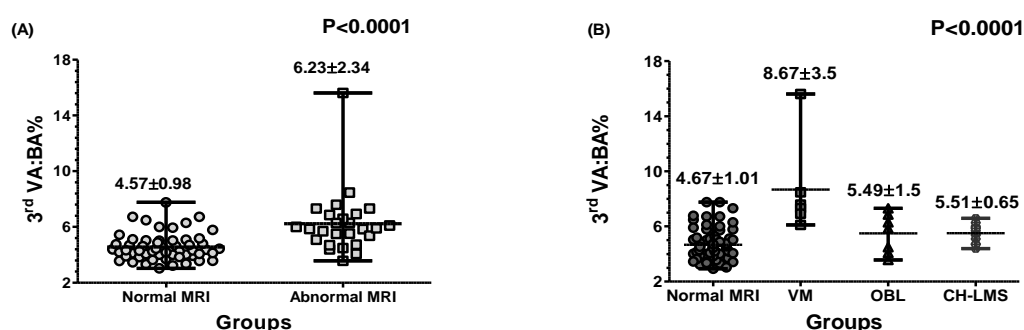 (A)
P<0.0001
3rd VA:BA%
18
14
10
6
2
4.57±0.98
6.23±2.34
Normal MRI
Abnormal MRI
Groups
(B)
P<0.0001
3rd VA:BA%
18
14
10
6
2
4.67±1.01
8.67±3.5
5.49±1.5
5.51±0.65
Normal MRI
VM
OBL
CH-LMS
Groups